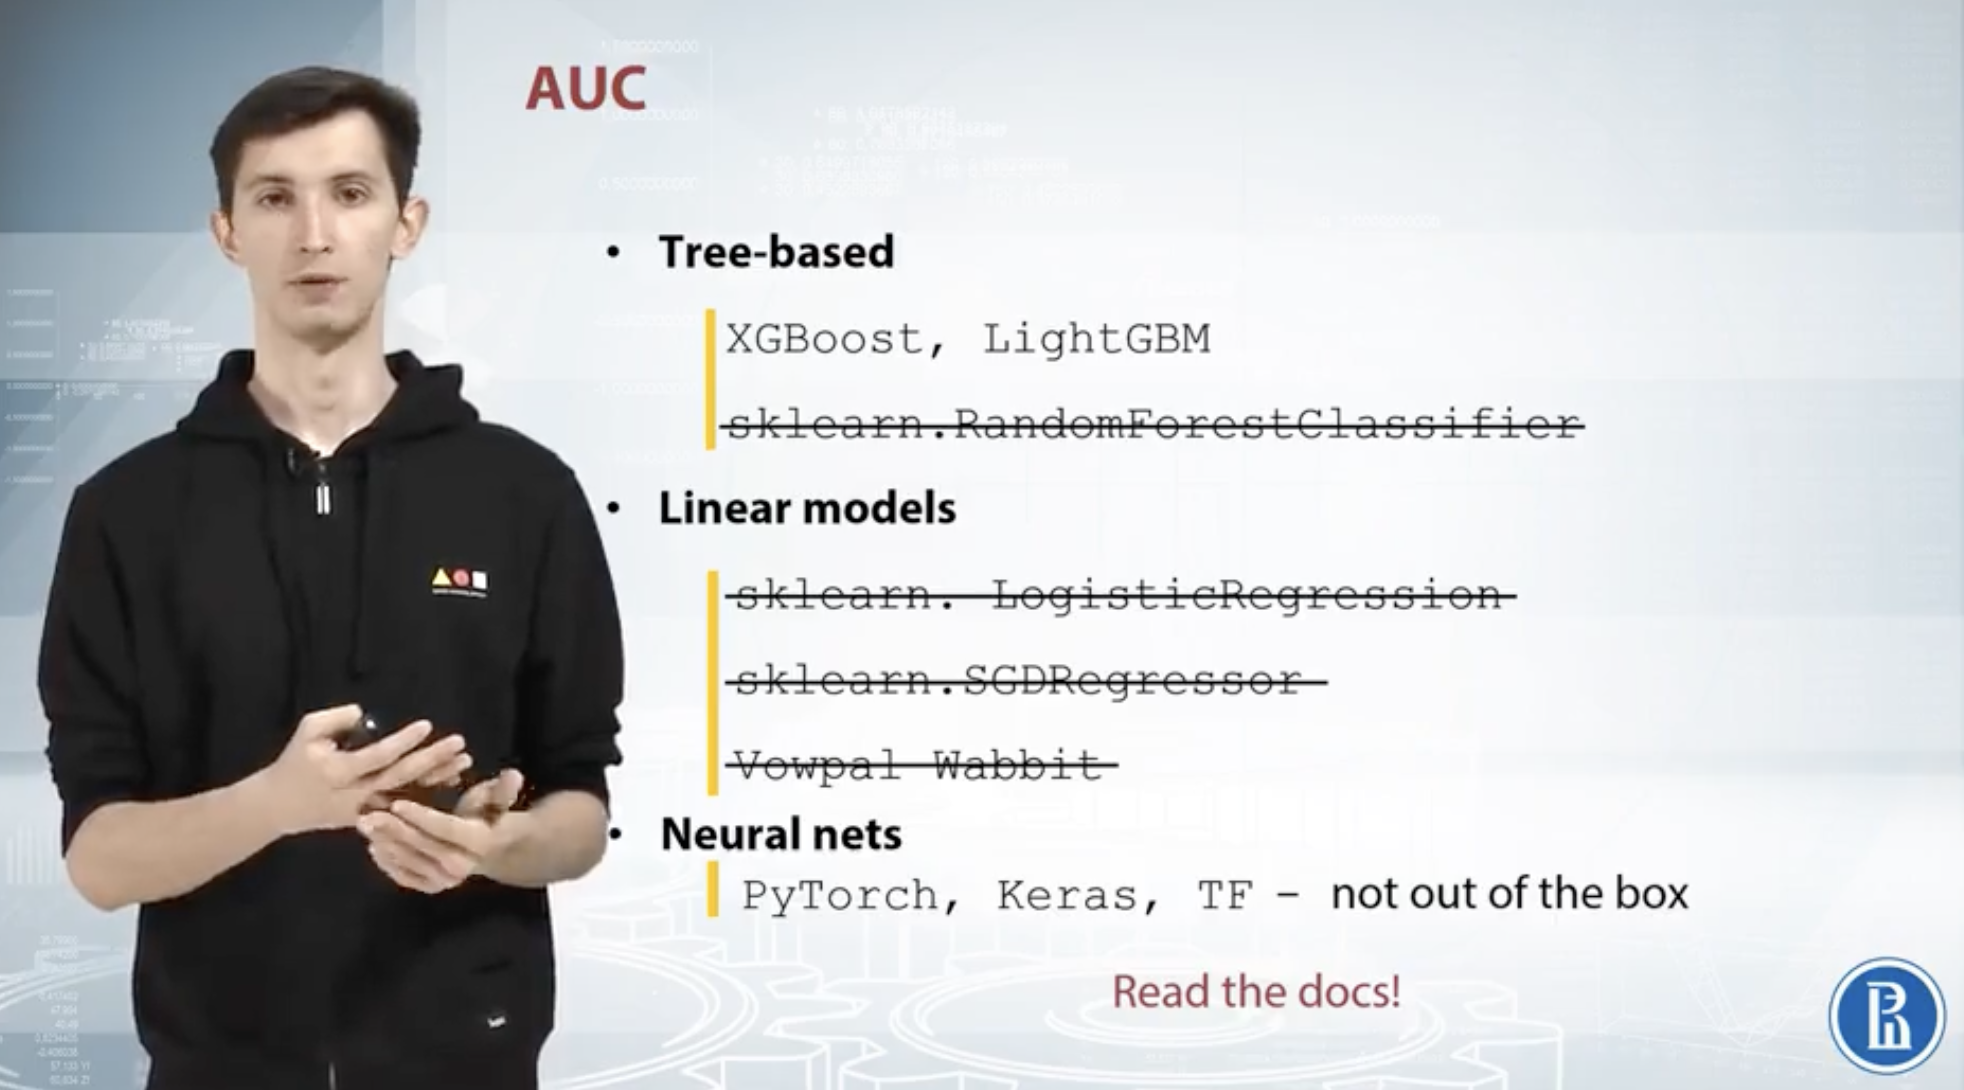 AUC
• Tree-based
XGBoost, LightGBM
sklearn.RandomForestClassifier
• Linear models
sklearn. LogisticRegression
sklearn.SGDRegressor
Vowpal Wabbit
• Neural nets
PyTorch, Keras, TF – not out of the box
Read the docs!